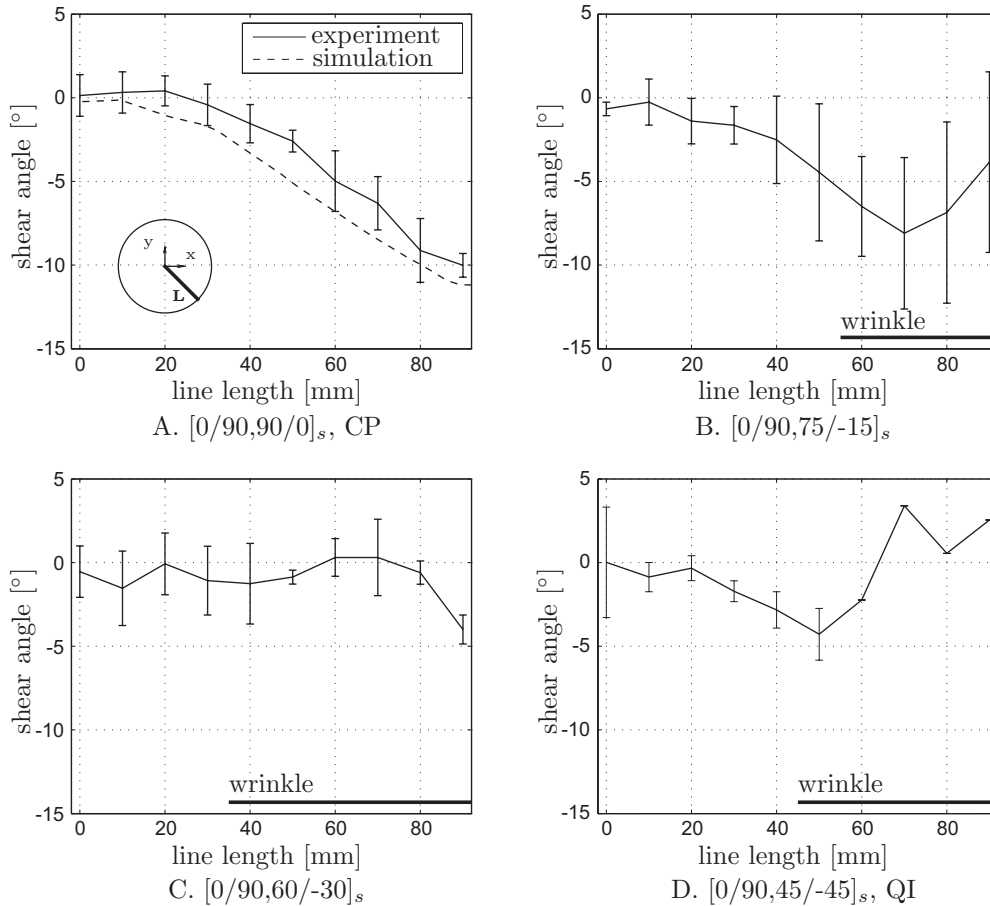 5
0
-5
-10
-15
shear angle [°]
experiment
simulation
y
x
L
0 20 40 60 80
line length [mm]
A. [0/90,90/0]s, CP
5
0
-5
-10
-15
shear angle [°]
wrinkle
0 20 40 60 80
line length [mm]
B. [0/90,75/-15]s
5
0
-5
-10
-15
shear angle [°]
wrinkle
0 20 40 60 80
line length [mm]
C. [0/90,60/-30]s
5
0
-5
-10
-15
shear angle [°]
wrinkle
0 20 40 60 80
line length [mm]
D. [0/90,45/-45]s, QI